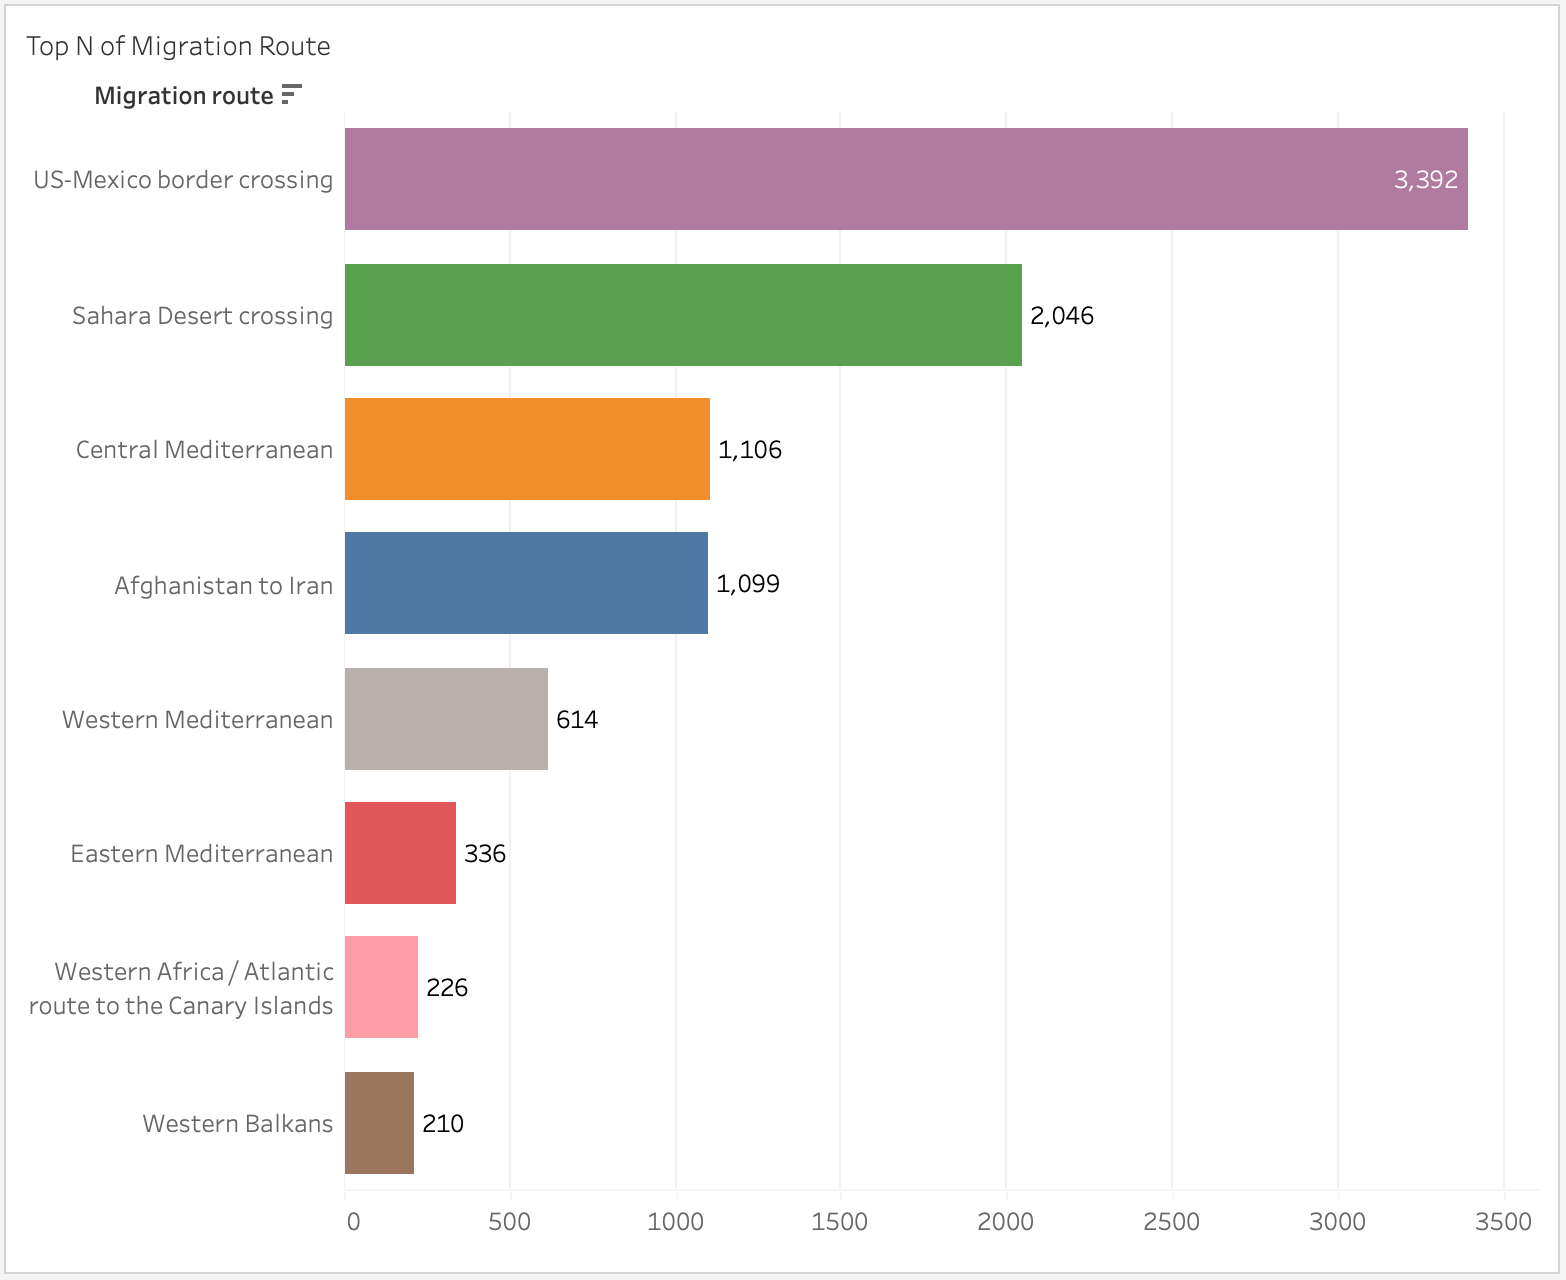 Top N of Migration Route
Migration route
US-Mexico border crossing
3,392
Sahara Desert crossing
2,046
Central Mediterranean
1,106
Afghanistan to Iran
1,099
Western Mediterranean
614
Eastern Mediterranean
336
Western Africa / Atlantic
route to the Canary Islands
226
Western Balkans
210
0 500 1000 1500 2000 2500 3000 3500